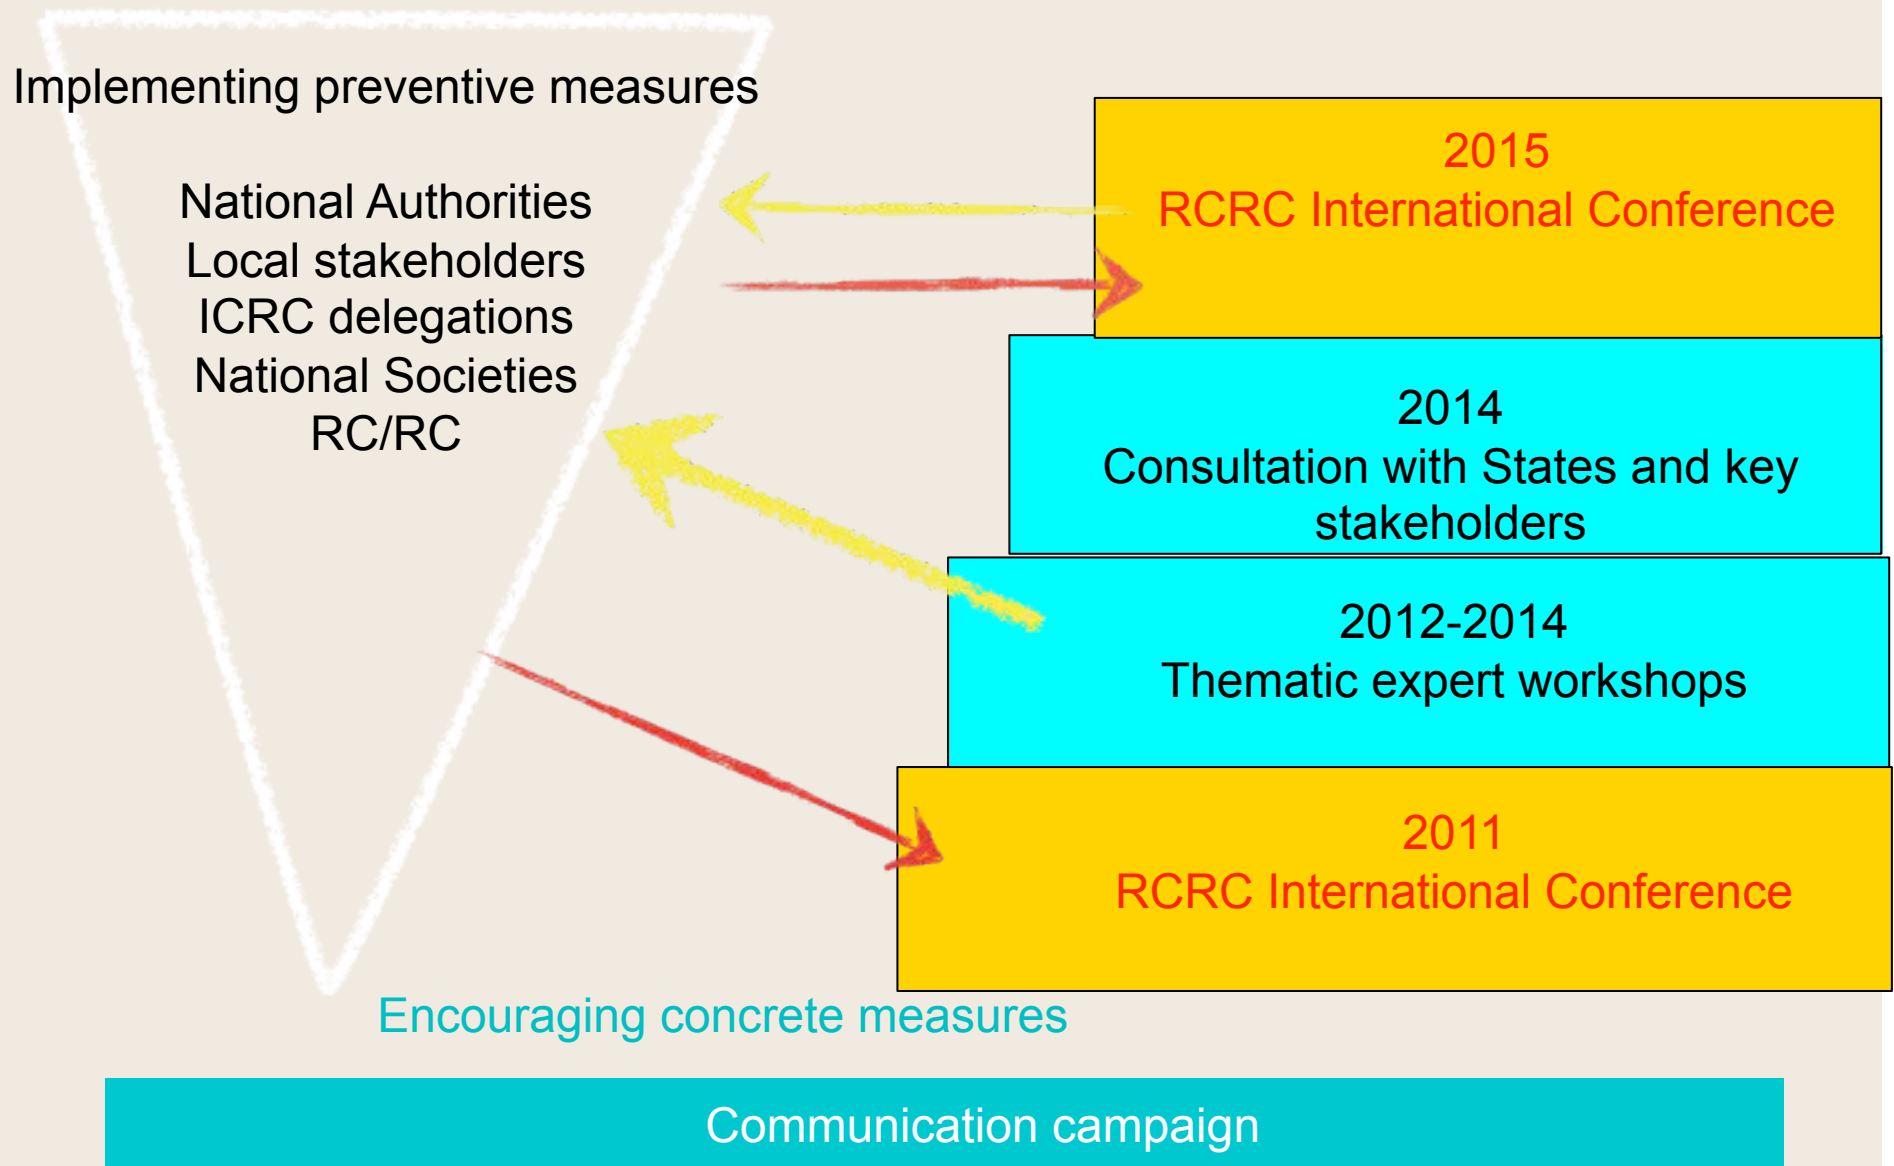 Implementing preventive measures
National Authorities
Local stakeholders
ICRC delegations
National Societies
RC/RC
2015
RCRC International Conference
2014
Consultation with States and key
stakeholders
2012-2014
Thematic expert workshops
2011
RCRC International Conference
Encouraging concrete measures
Communication campaign